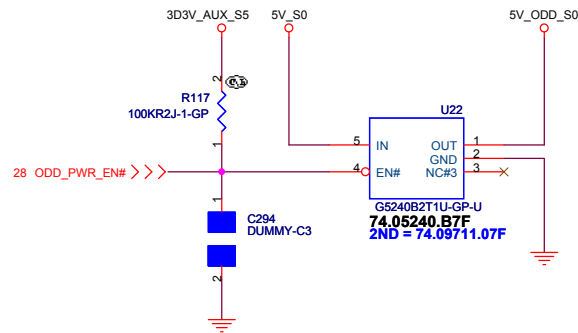 3D3V_AUX_S5 5V_S0 5V_ODD_S0
2
R117
100KR2J-1-GP
U22
1
5 IN OUT 1
GND 2
28 ODD_PWR_EN# 4 EN# NC#3 3
1
C294
DUMMY-C3
G5240B2T1U-GP-U
74.05240.B7F
2ND = 74.09711.07F
2